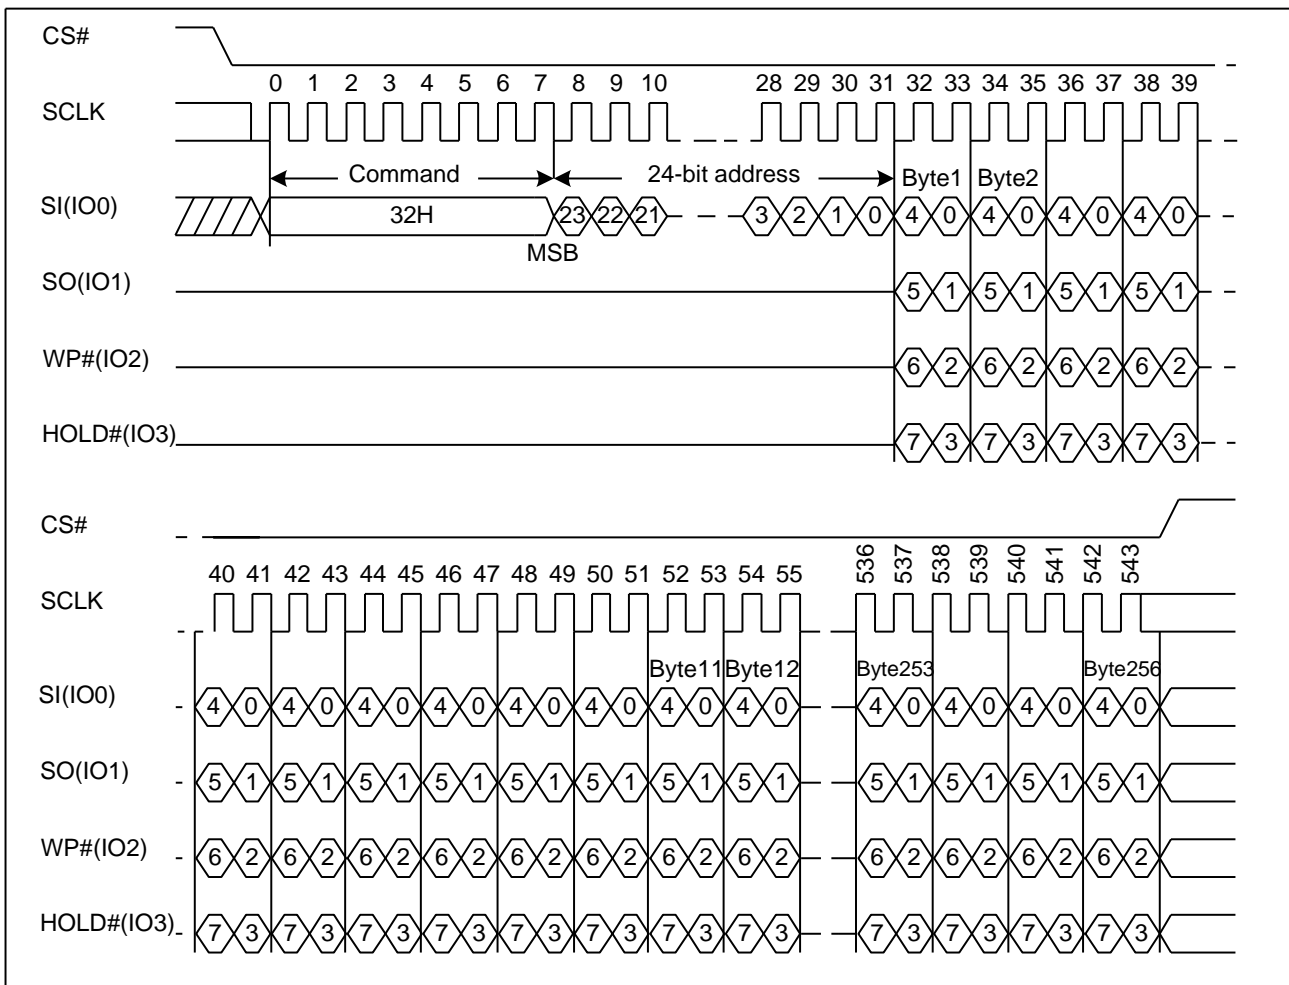 CS#
0 1 2 3 4 5 6 7 8 9 10 28 29 30 31 32 33 34 35 36 37 38 39
SCLK
Command 24-bit address Byte1 Byte2
SI(IO0) 32H 23 22 21 3 2 1 0 4 0 4 0 4 0 4 0
MSB
SO(IO1) 5 1 5 1 5 1 5 1
WP#(IO2) 6 2 6 2 6 2 6 2
HOLD#(IO3) 7 3 7 3 7 3 7 3
CS#
40 41 42 43 44 45 46 47 48 49 50 51 52 53 54 55 536 537 538 539 540 541 542 543
SCLK
Byte11 Byte12 Byte253 Byte256
SI(IO0) 4 0 4 0 4 0 4 0 4 0 4 0 4 0 4 0 4 0 4 0 4 0 4 0
SO(IO1) 5 1 5 1 5 1 5 1 5 1 5 1 5 1 5 1 5 1 5 1 5 1 5 1
WP#(IO2) 6 2 6 2 6 2 6 2 6 2 6 2 6 2 6 2 6 2 6 2 6 2 6 2
HOLD#(IO3) 7 3 7 3 7 3 7 3 7 3 7 3 7 3 7 3 7 3 7 3 7 3 7 3